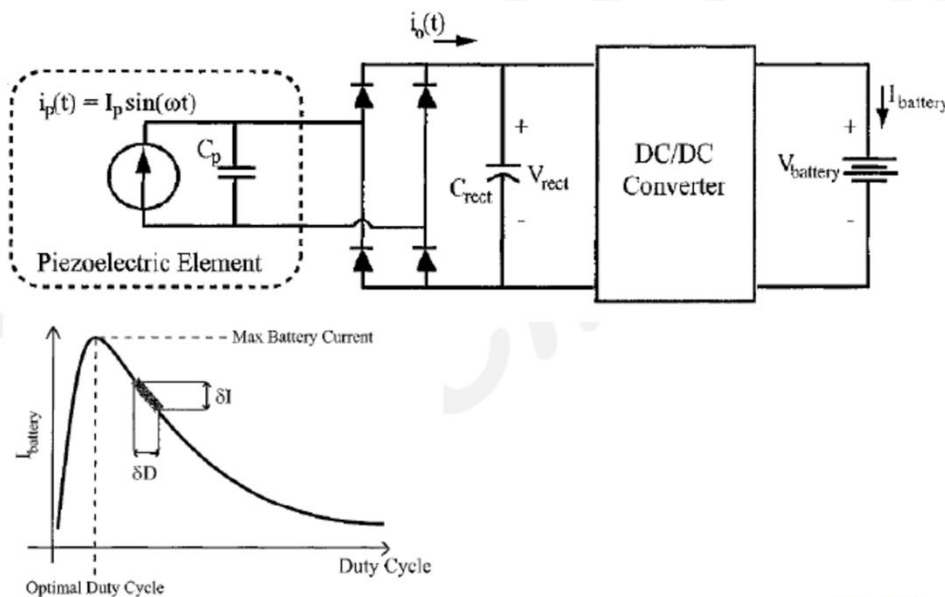 i_o(t)
i_p(t) = I_p sin(ωt)
C_p
Piezoelectric Element
C_rect
+
V_rect
-
DC/DC
Converter
I_battery
+
V_battery
-
Max Battery Current
I_battery
δI
δD
Duty Cycle
Optimal Duty Cycle